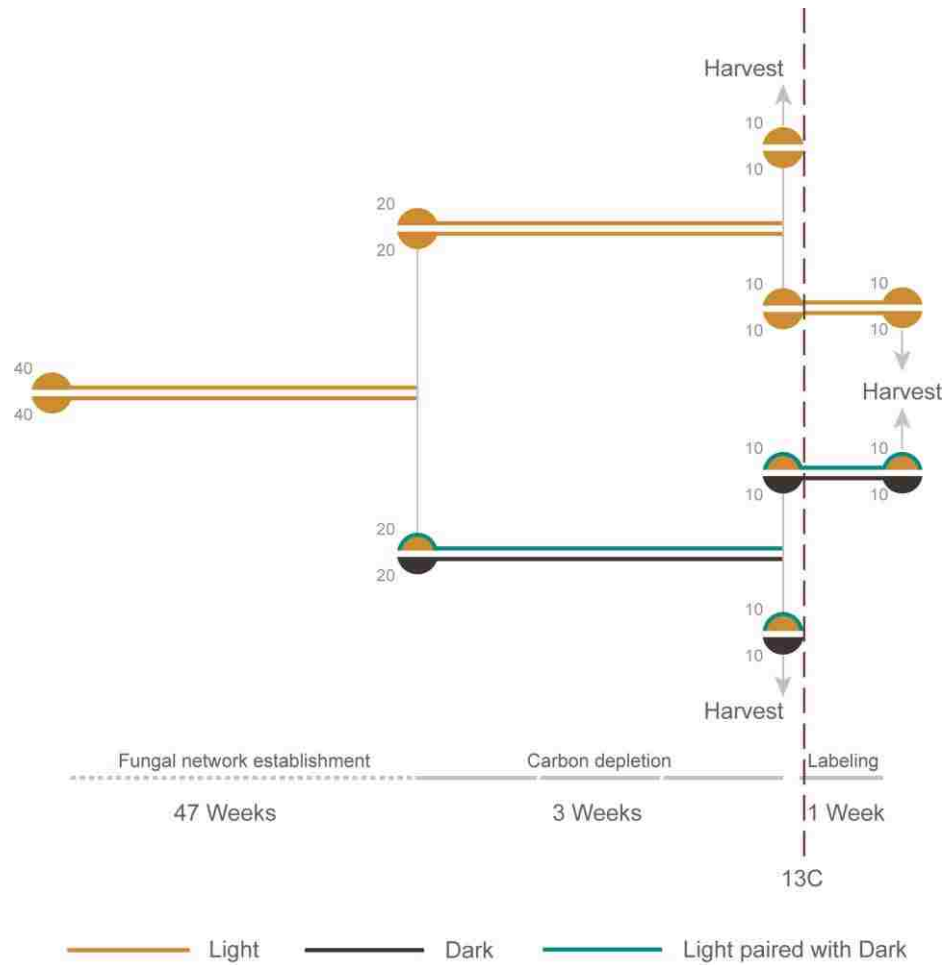 Harvest
10
10
20
20
10
10
10
10
40
40
Harvest
10
10
10
10
20
20
10
10
Harvest
Fungal network establishment
Carbon depletion
Labeling
47 Weeks
3 Weeks
1 Week
13C
Light
Dark
Light paired with Dark